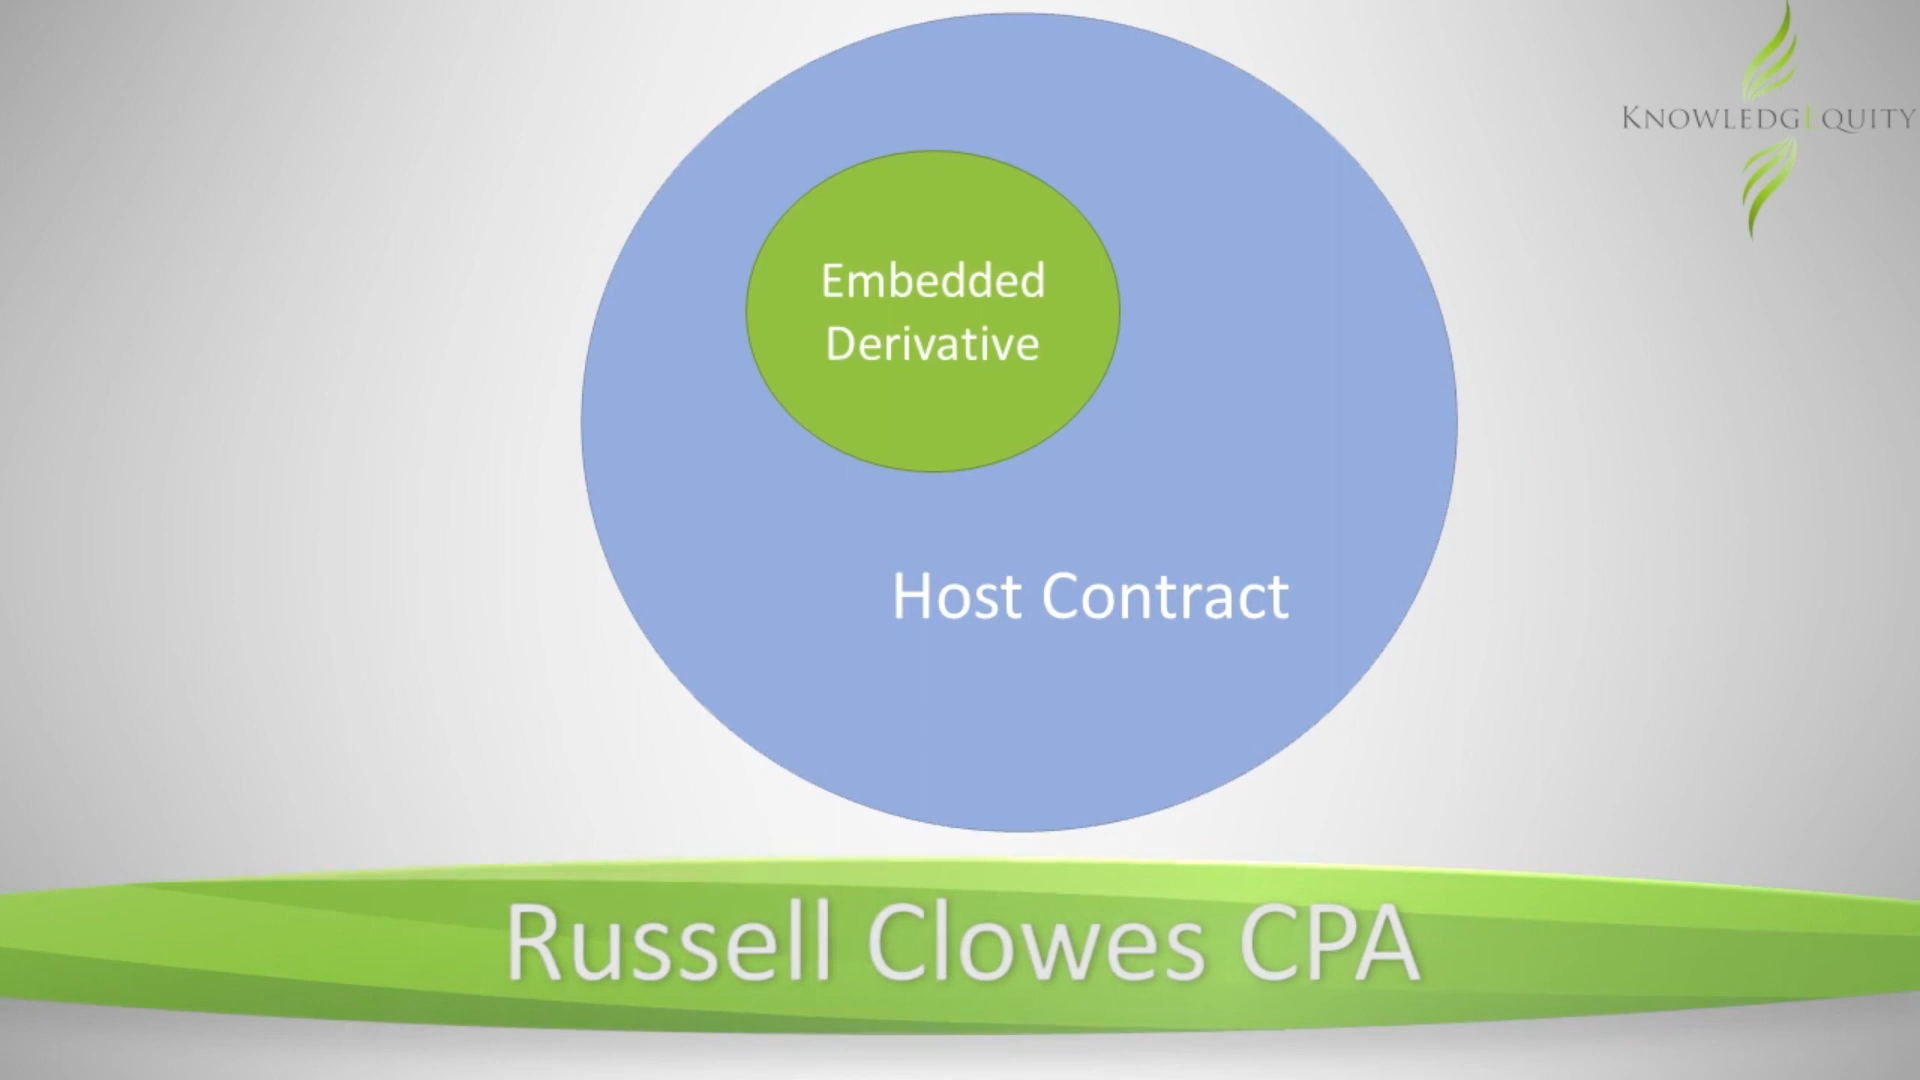 KNOWLEDGEQUITY
Embedded
Derivative
Host Contract
Russell Clowes CPA